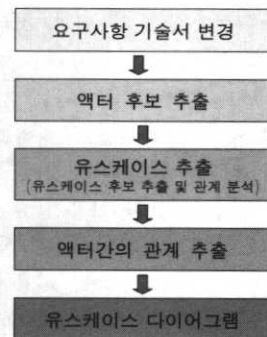 요구사항 기술서 변경
액터 후보 추출
유스케이스 추출
(유스케이스 후보 추출 및 관계 분석)
액터간의 관계 추출
유스케이스 다이어그램